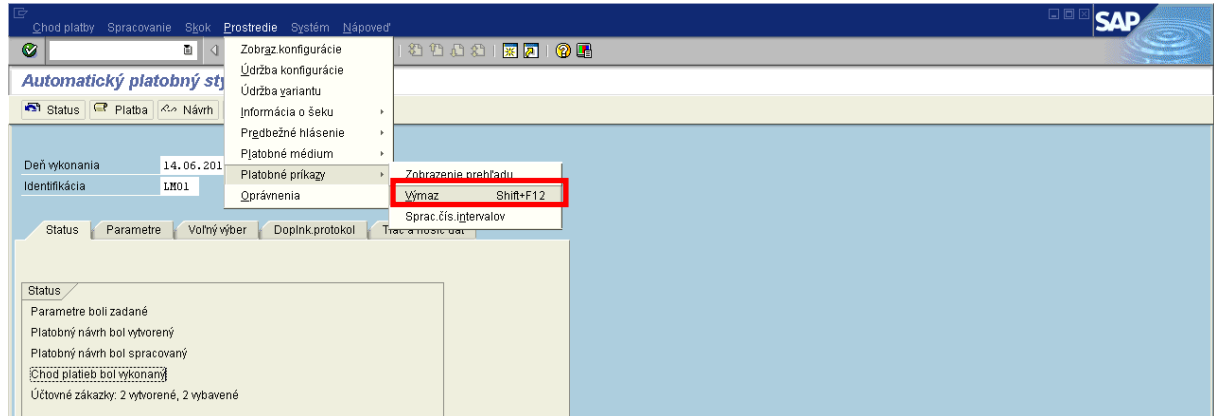 Chod platby Spracovanie Skok Prostredie Systém Nápoveď
SAP
Automatický platobný sty
Status Platba Návrh
Zobraz.konfigurácie
Údržba konfigurácie
Údržba variantu
Informácia o šeku
Predbežné hlásenie
Platobné médium
Platobné príkazy
Oprávnenia
Zobrazenie prehľadu
Výmaz Shift+F12
Sprac.čís.intervalov
Deň vykonania 14.06.201
Identifikácia LM01
Status Parametre Voľný výber Doplnk.protokol Tlač a nosič dát
Status
Parametre boli zadané
Platobný návrh bol vytvorený
Platobný návrh bol spracovaný
Chod platieb bol vykonaný
Účtovné zákazky: 2 vytvorené, 2 vybavené